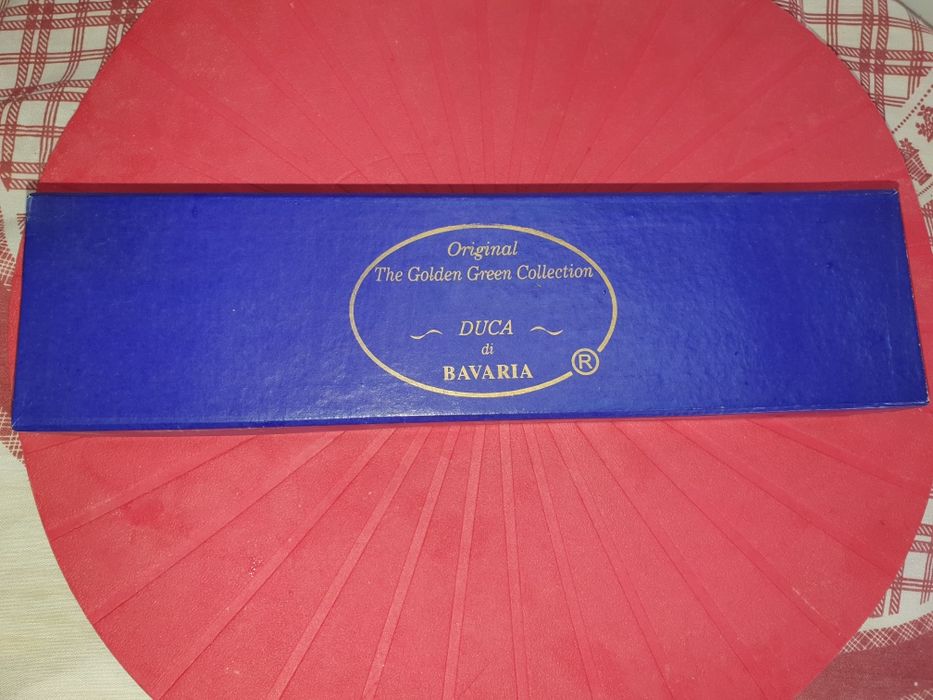 Original
The Golden Green Collection
~ DUCA ~
di
BAVARIA ®